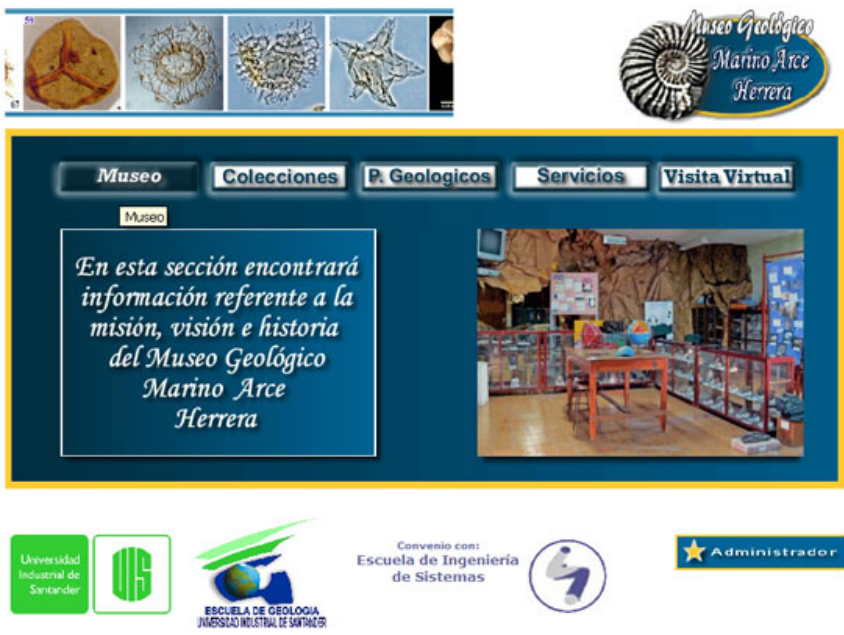 58
67
Museo Geológico
Marino Arce
Herrera
Museo
Colecciones
P. Geologicos
Servicios
Visita Virtual
Museo
En esta sección encontrará
información referente a la
misión, visión e historia
del Museo Geológico
Marino Arce
Herrera
Universidad
Industrial de
Santander
UIS
ESCUELA DE GEOLOGIA
UNIVERSIDAD INDUSTRIAL DE SANTANDER
Convenio con:
Escuela de Ingeniería
de Sistemas
Administrador